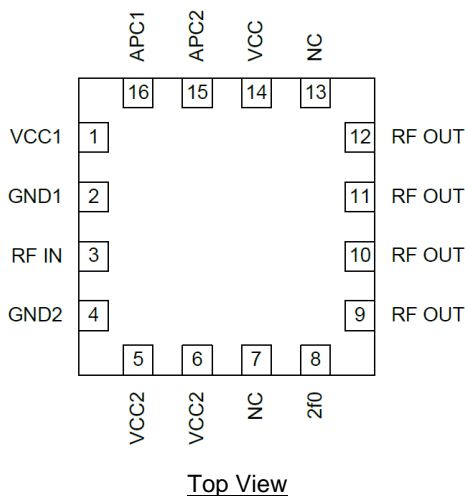 APC1 APC2 VCC NC
16 15 14 13
VCC1 1 12 RF OUT
GND1 2 11 RF OUT
RF IN 3 10 RF OUT
GND2 4 9 RF OUT
5 6 7 8
VCC2 VCC2 NC 2f0
Top View